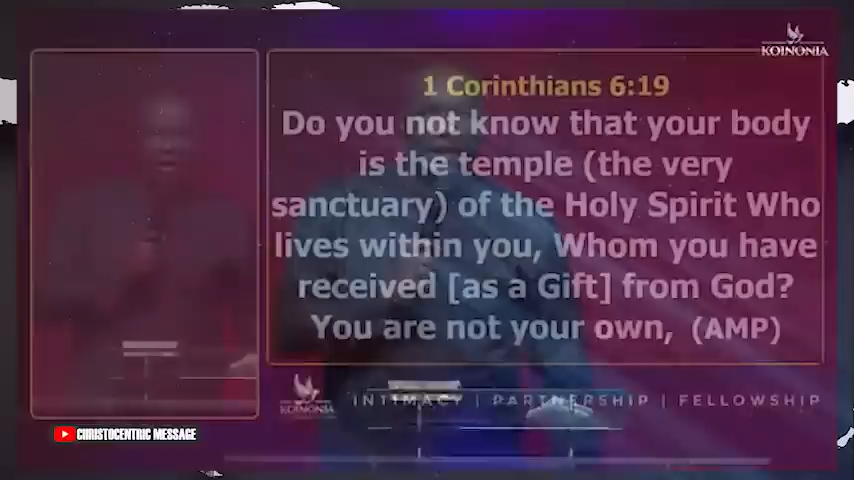 KOINONIA
1 Corinthians 6:19
Do you not know that your body
is the temple (the very
sanctuary) of the Holy Spirit Who
lives within you, Whom you have
received [as a Gift] from God?
You are not your own, (AMP)
KOINONIA
INTIMACY | PARTNERSHIP | FELLOWSHIP
CHRISTOCENTRIC MESSAGE